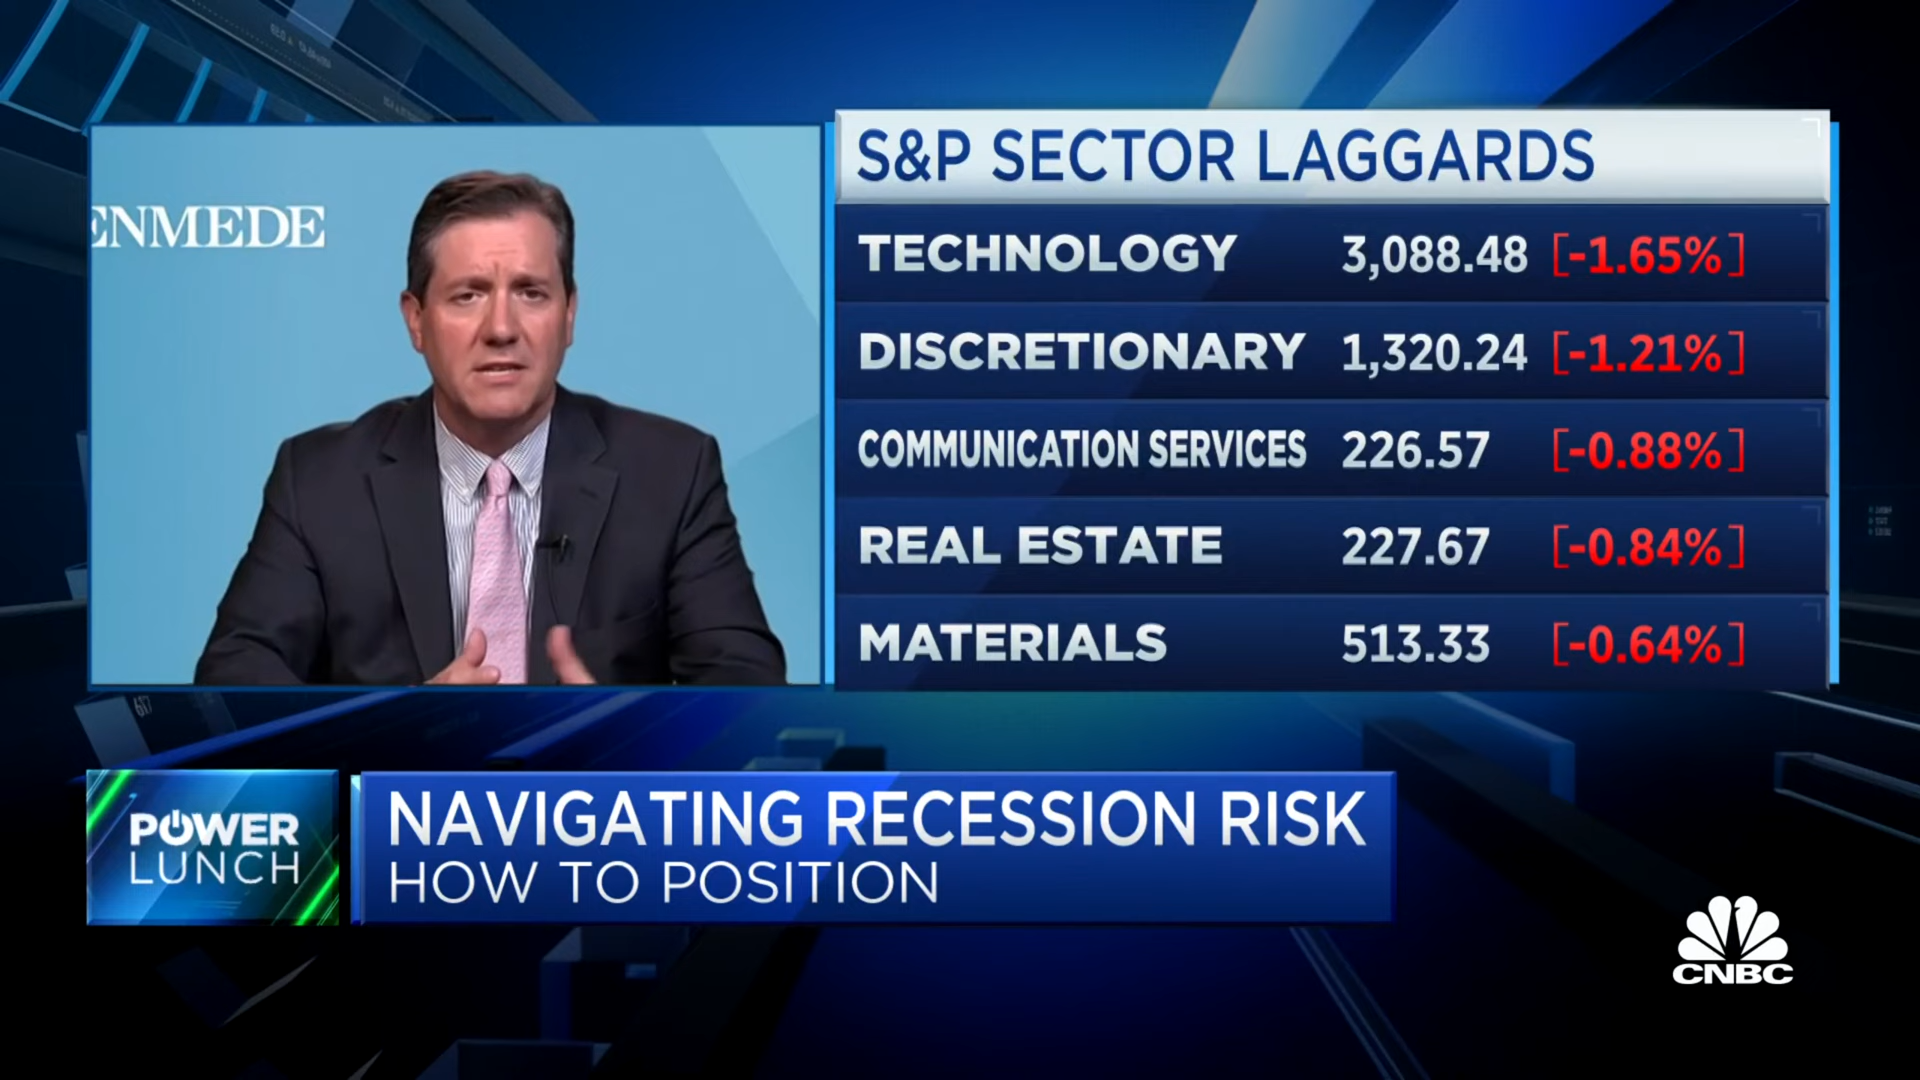 ENMEDE
S&P SECTOR LAGGARDS
TECHNOLOGY 3,088.48 [-1.65%]
DISCRETIONARY 1,320.24 [-1.21%]
COMMUNICATION SERVICES 226.57 [-0.88%]
REAL ESTATE 227.67 [-0.84%]
MATERIALS 513.33 [-0.64%]
617
POWER
LUNCH
NAVIGATING RECESSION RISK
HOW TO POSITION
CNBC